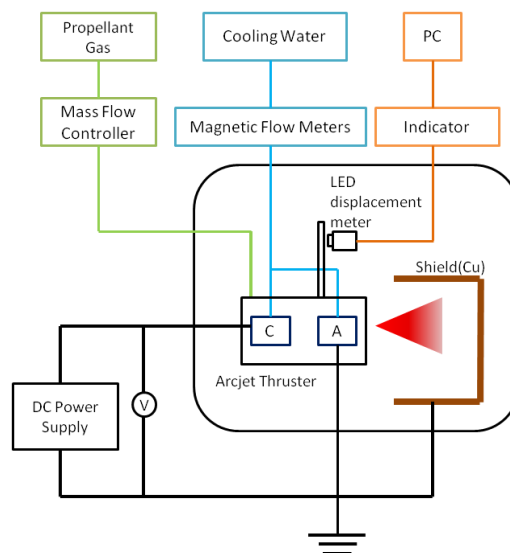 Propellant
Gas
Cooling Water
PC
Mass Flow
Controller
Magnetic Flow Meters
Indicator
LED
displacement
meter
Shield(Cu)
C
A
Arcjet Thruster
DC Power
Supply
V